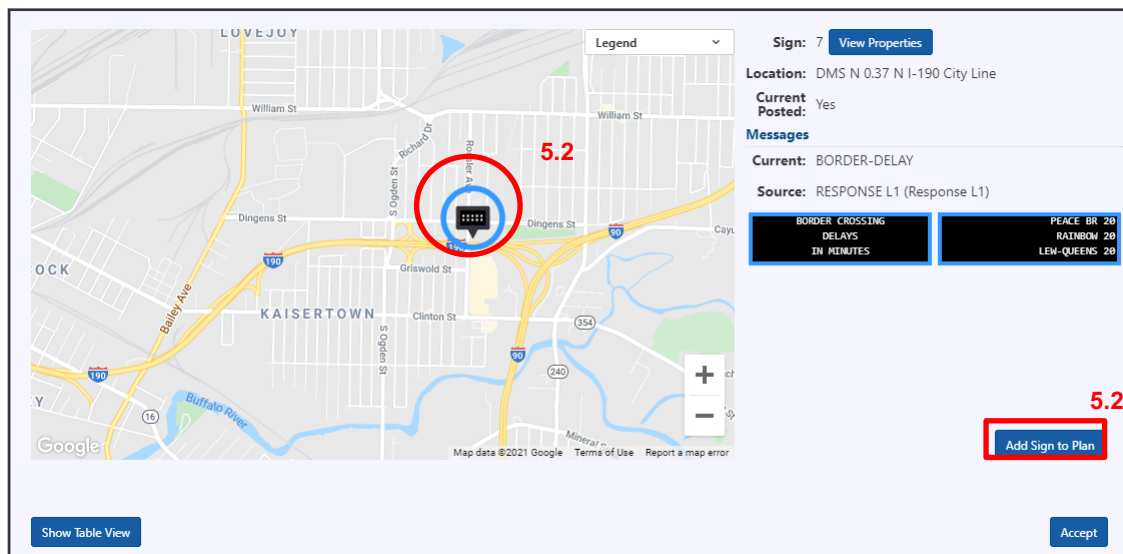 LOVEJOY
Legend
William St
William St
Richard Dr
Rossler Ave
5.2
S Ogden St
Dingens St
Dingens St
90
190
190
Griswold St
OCK
Bailey Ave
KAISERTOWN
Clinton St
354
S Ogden St
90
190
240
16
Buffalo River
Google
Map data ©2021 Google
Terms of Use
Report a map error
+
−
Sign: 7 View Properties
Location: DMS N 0.37 N I-190 City Line
Current Posted: Yes
Messages
Current: BORDER-DELAY
Source: RESPONSE L1 (Response L1)
BORDER CROSSING
DELAYS
IN MINUTES
PEACE BR 20
RAINBOW 20
LEW-QUEENS 20
5.2
Add Sign to Plan
Show Table View
Accept